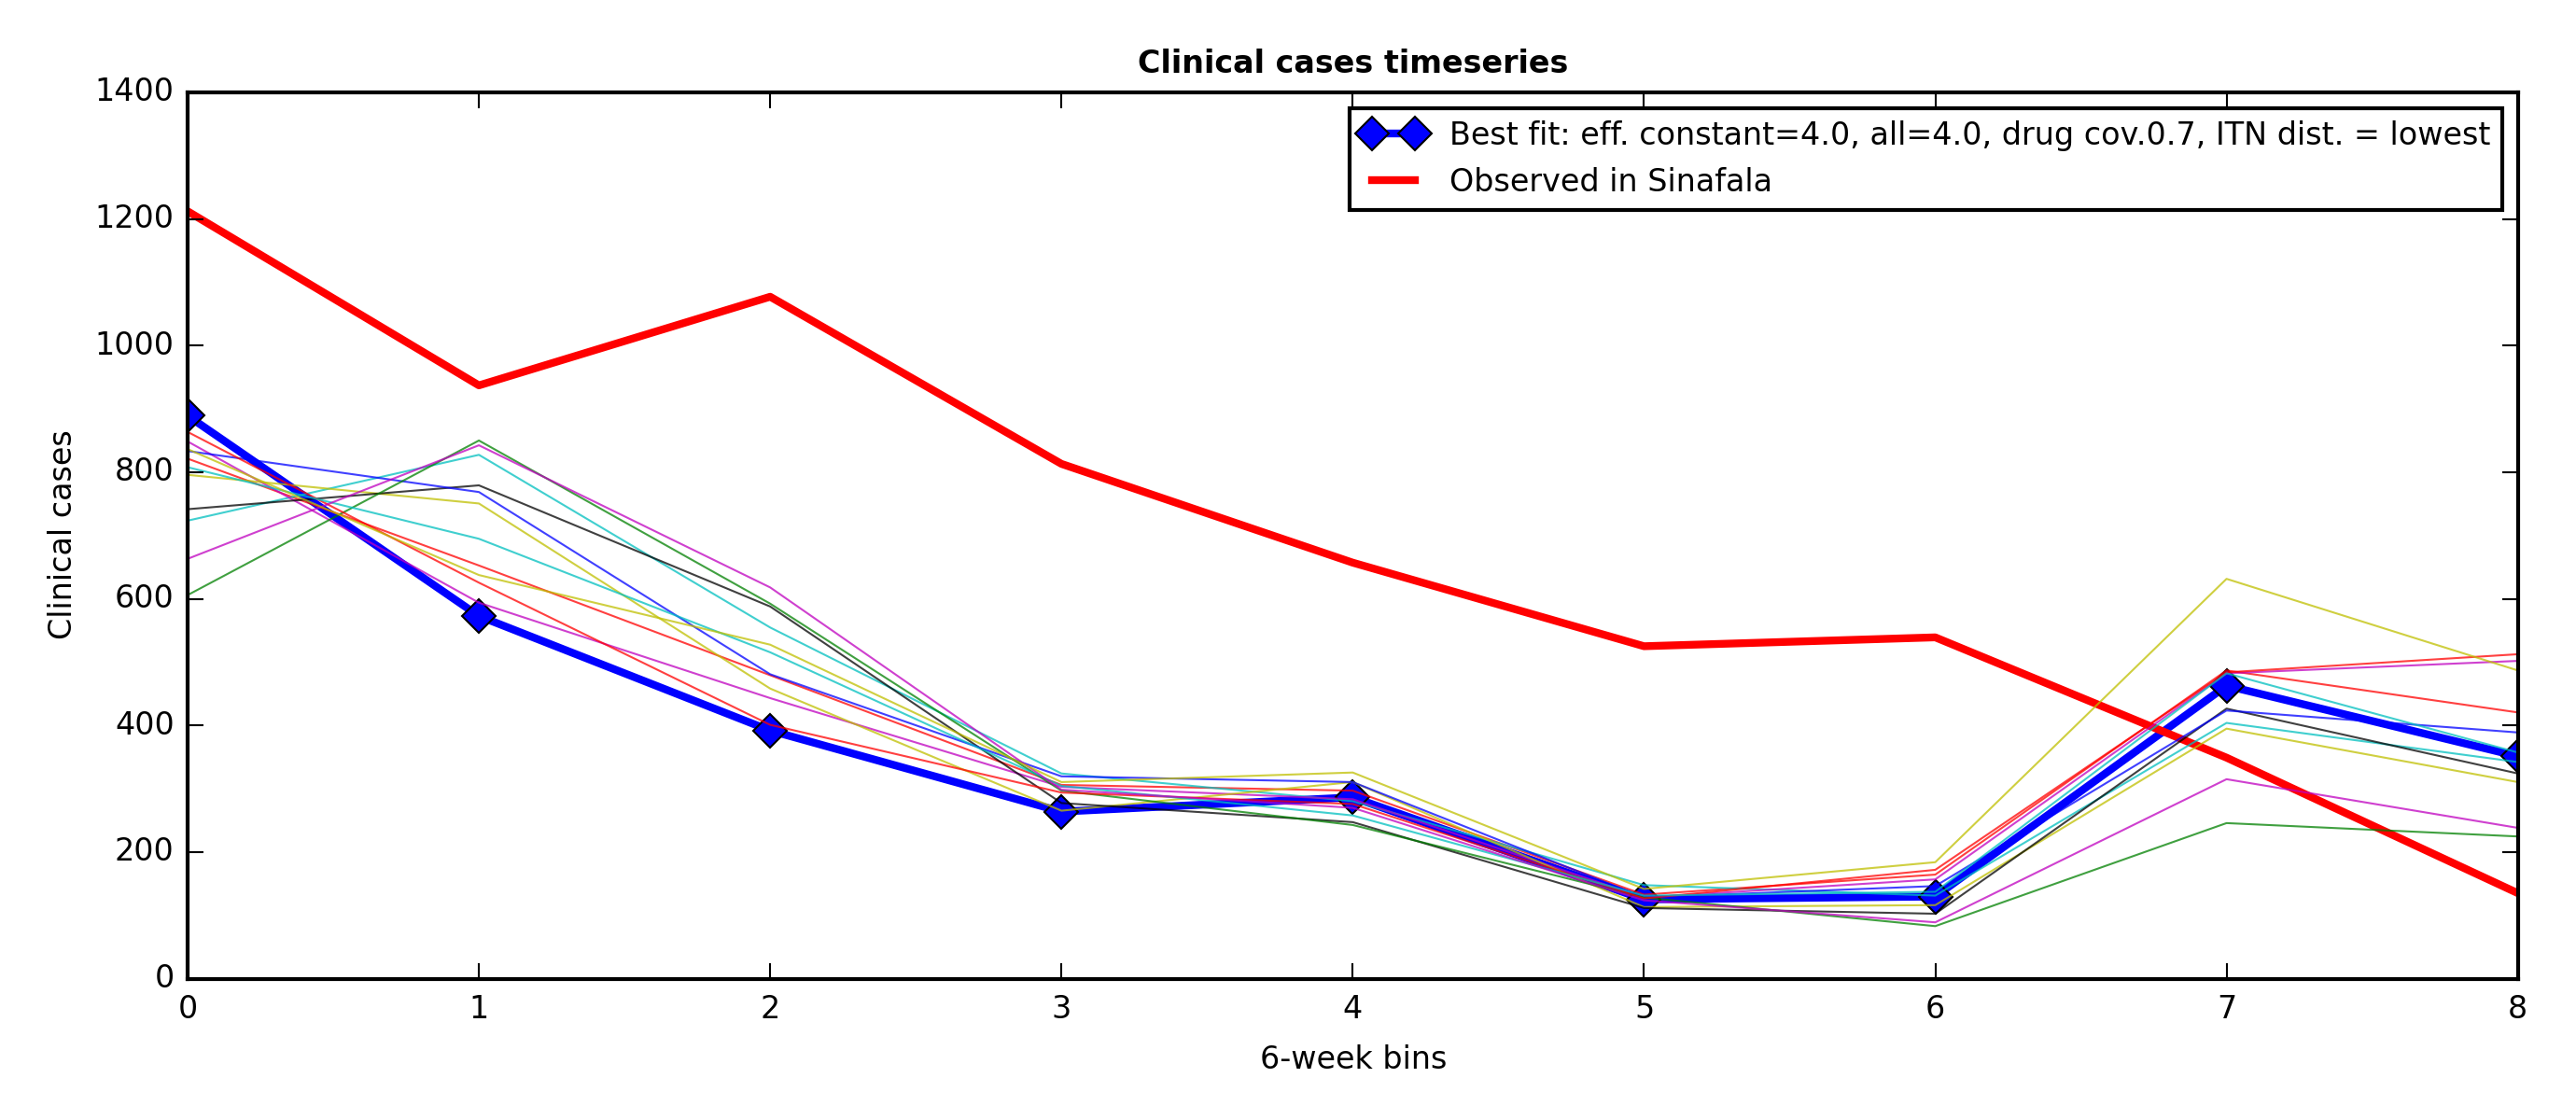 Clinical cases timeseries
1400
1200
1000
800
600
400
200
0
Clinical cases
Best fit: eff. constant=4.0, all=4.0, drug cov.0.7, ITN dist. = lowest
Observed in Sinafala
0 1 2 3 4 5 6 7 8
6-week bins